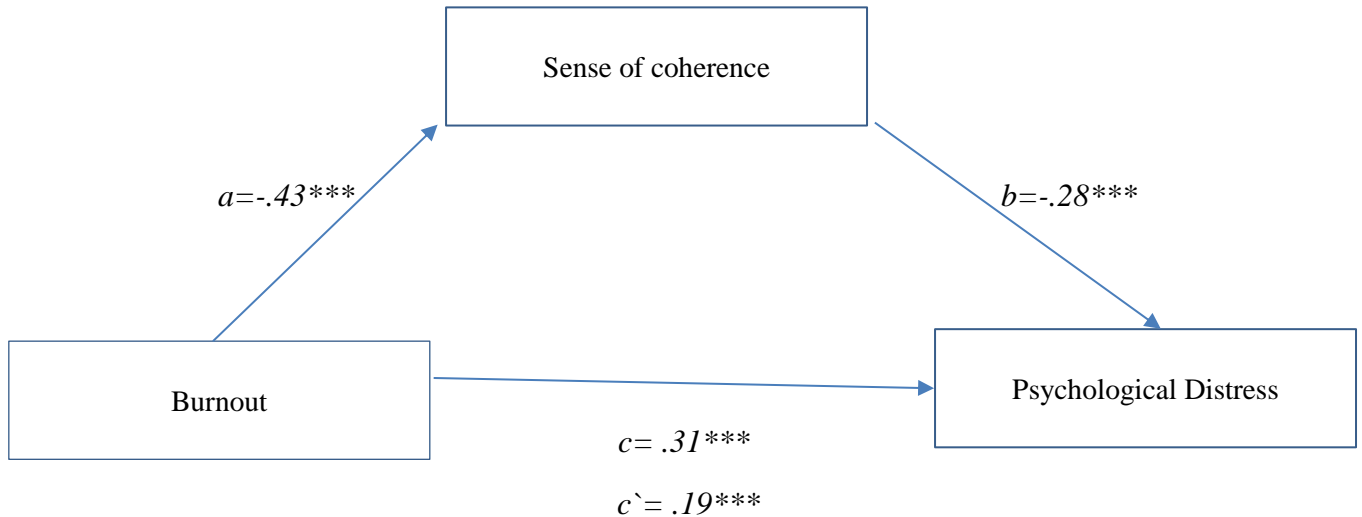 Sense of coherence
a=-.43***
b=-.28***
Burnout
Psychological Distress
c= .31***
c`= .19***